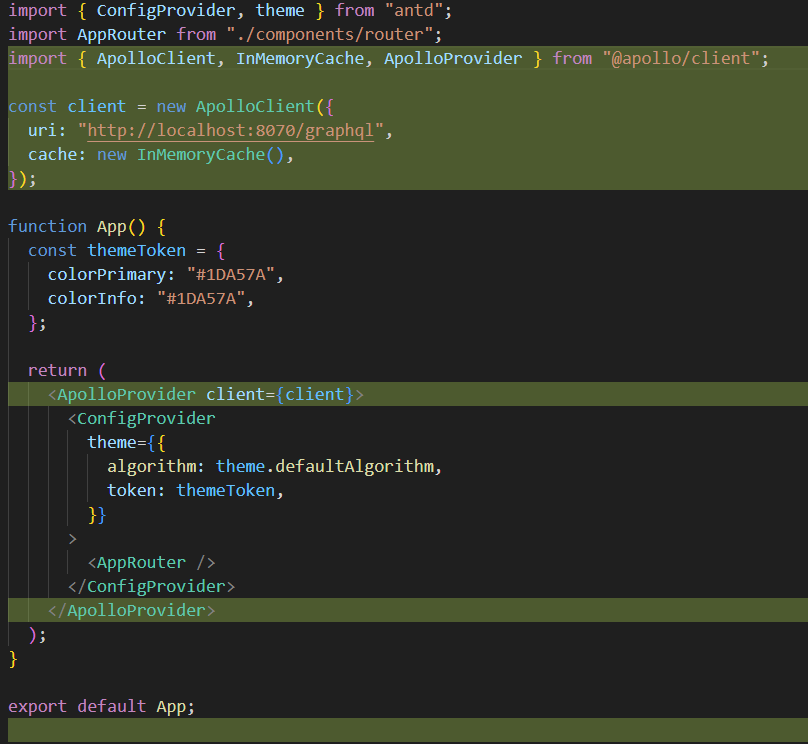 import { ConfigProvider, theme } from "antd";
import AppRouter from "./components/router";
import { ApolloClient, InMemoryCache, ApolloProvider } from "@apollo/client";

const client = new ApolloClient({
  uri: "http://localhost:8070/graphql",
  cache: new InMemoryCache(),
});

function App() {
  const themeToken = {
    colorPrimary: "#1DA57A",
    colorInfo: "#1DA57A",
  };

  return (
    <ApolloProvider client={client}>
      <ConfigProvider
        theme={{
          algorithm: theme.defaultAlgorithm,
          token: themeToken,
        }}
      >
        <AppRouter />
      </ConfigProvider>
    </ApolloProvider>
  );
}

export default App;